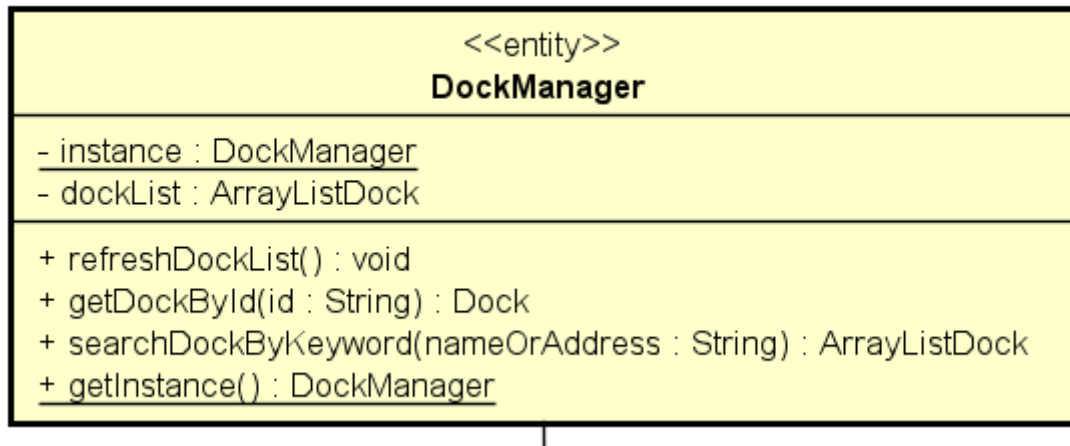 <<entity>>
DockManager
- instance : DockManager
- dockList : ArrayListDock
+ refreshDockList() : void
+ getDockById(id : String) : Dock
+ searchDockByKeyword(nameOrAddress : String) : ArrayListDock
+ getInstance() : DockManager